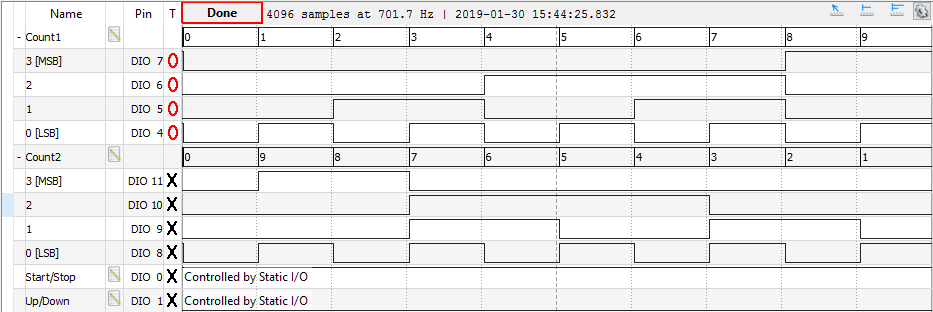 Name Pin T Done 4096 samples at 701.7 Hz | 2019-01-30 15:44:25.832
- Count1 0 1 2 3 4 5 6 7 8 9
3 [MSB] DIO 7 0
2 DIO 6 0
1 DIO 5 0
0 [LSB] DIO 4 0
- Count2 0 9 8 7 6 5 4 3 2 1
3 [MSB] DIO 11 X
2 DIO 10 X
1 DIO 9 X
0 [LSB] DIO 8 X
Start/Stop DIO 0 X Controlled by Static I/O
Up/Down DIO 1 X Controlled by Static I/O